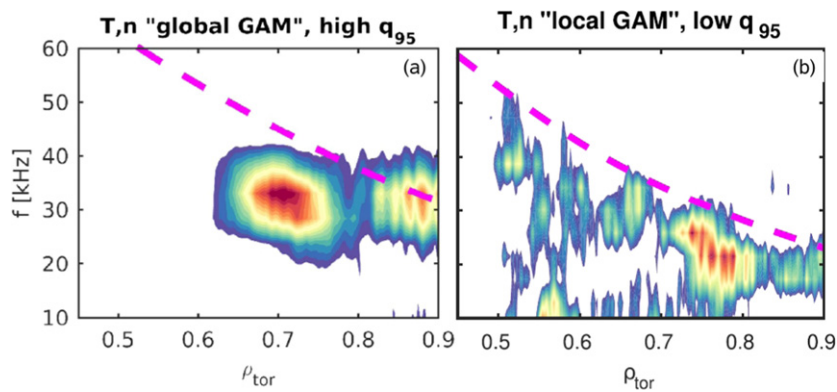 T,n "global GAM", high q95
T,n "local GAM", low q 95
(a)
(b)
f [kHz]
60
50
40
30
20
10
0.5 0.6 0.7 0.8 0.9
0.5 0.6 0.7 0.8 0.9
ρtor
ρtor